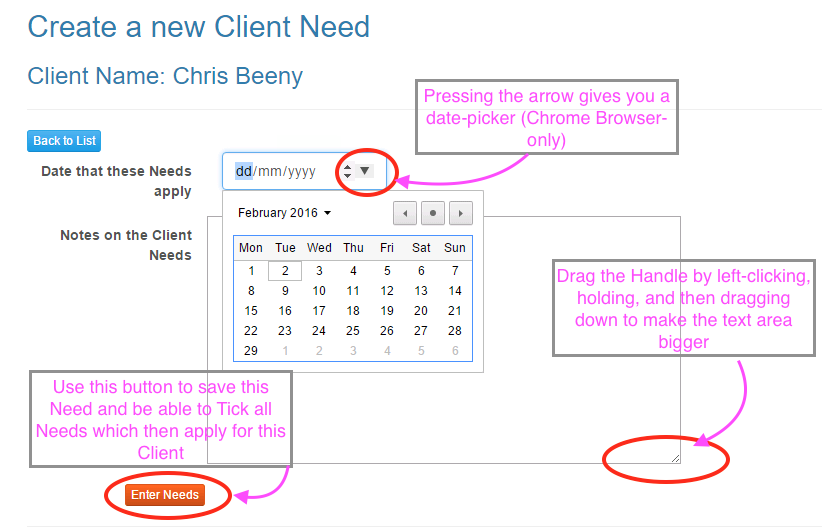 Create a new Client Need
Client Name: Chris Beeny
Pressing the arrow gives you a
date-picker (Chrome Browser-
only)
Back to List
Date that these Needs
apply
dd/mm/yyyy
February 2016
Notes on the Client
Needs
Mon Tue Wed Thu Fri Sat Sun
1 2 3 4 5 6 7
8 9 10 11 12 13 14
15 16 17 18 19 20 21
22 23 24 25 26 27 28
29 1 2 3 4 5 6
Drag the Handle by left-clicking,
holding, and then dragging
down to make the text area
bigger
Use this button to save this
Need and be able to Tick all
Needs which then apply for this
Client
Enter Needs